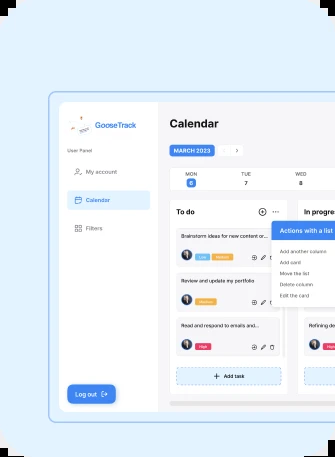 GooseTrack
Calendar
User Panel
My account
Calendar
Filters
Log out
MARCH 2023
MON
TUE
WED
6
7
8
To do
In progres
Brainstorm ideas for new content or...
Low
Medium
Review and update my portfolio
Medium
Read and respond to emails and...
High
Add task
Actions with a list
Add another column
Add card
Move the list
Delete column
Edit the card
Refining de
High